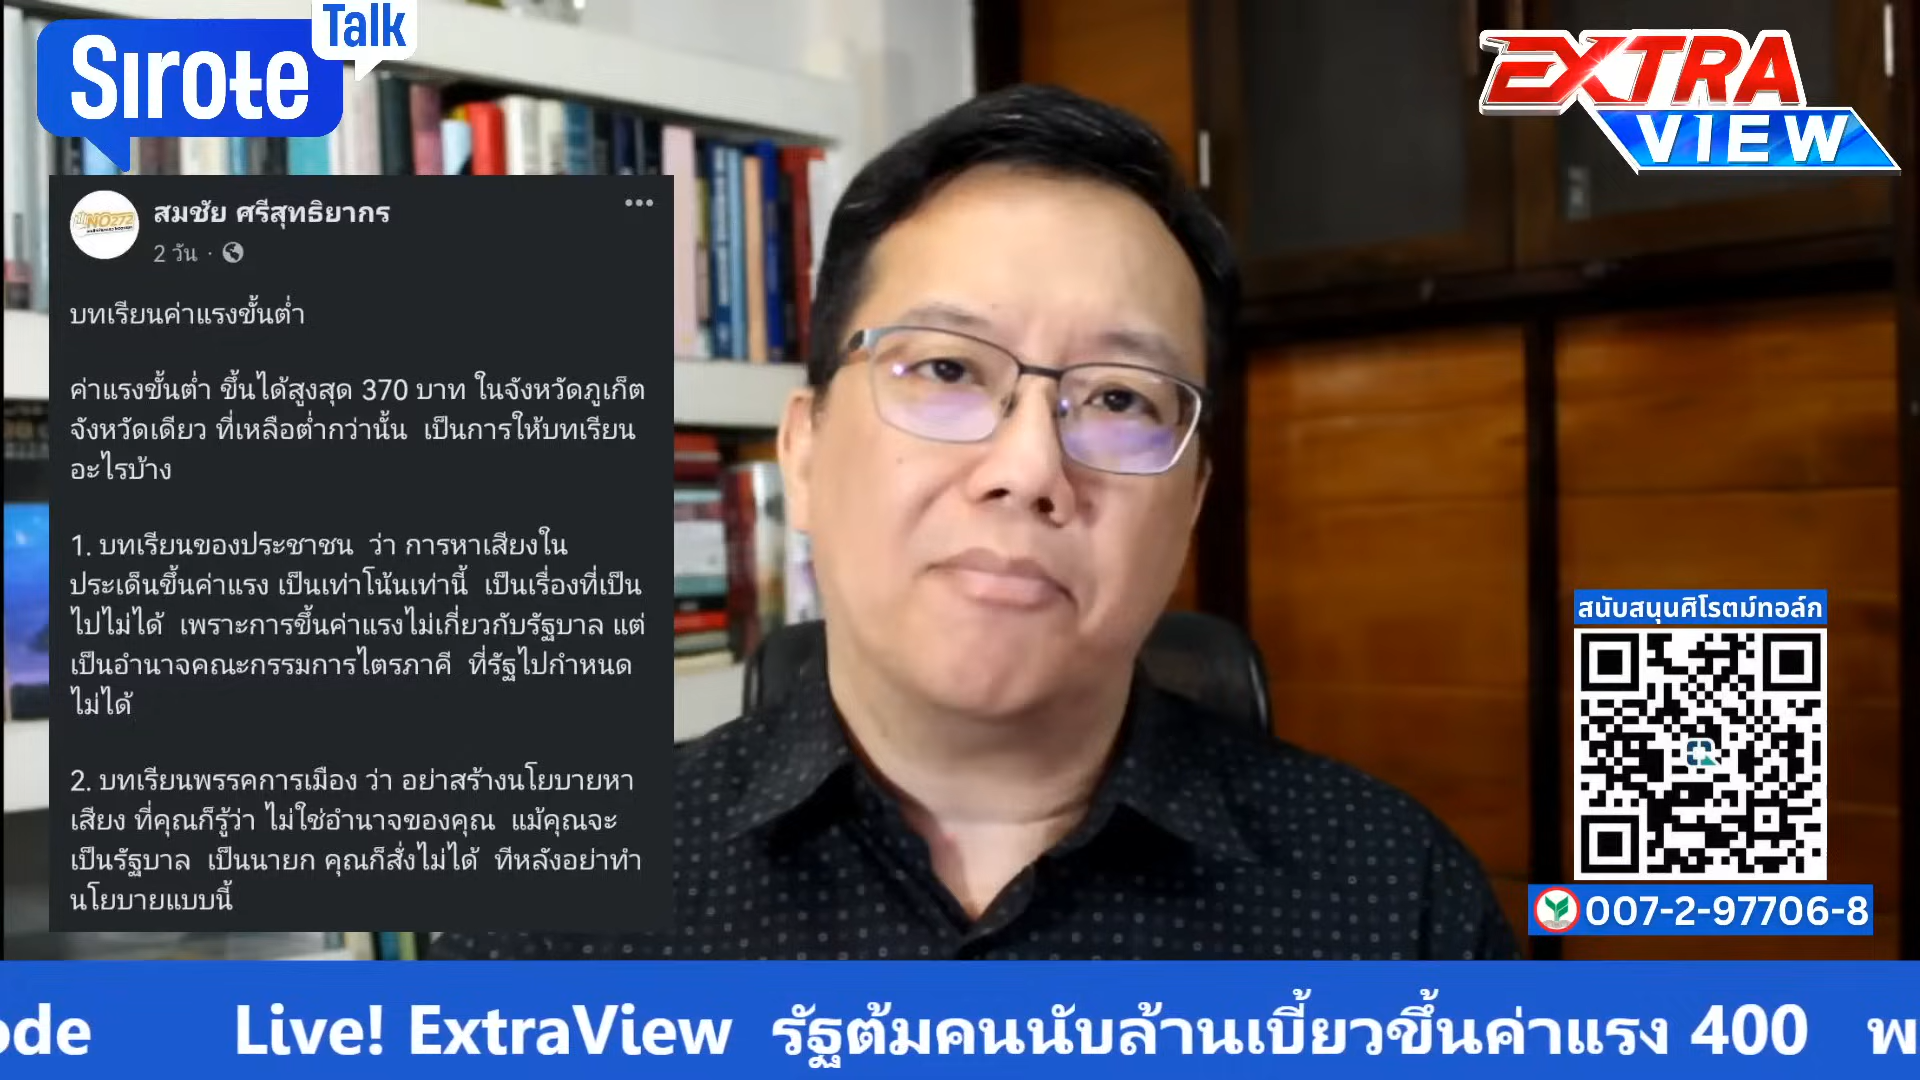 Sirote
Talk
EXTRA
VIEW
สมชัย ศรีสุทธิยากร
2 วัน ·
NO272
บทเรียนค่าแรงขั้นต่ำ
ค่าแรงขั้นต่ำ ขึ้นได้สูงสุด 370 บาท ในจังหวัดภูเก็ต
จังหวัดเดียว ที่เหลือต่ำกว่านั้น เป็นการให้บทเรียน
อะไรบ้าง
1. บทเรียนของประชาชน ว่า การหาเสียงใน
ประเด็นขึ้นค่าแรง เป็นเท่าโน้นเท่านี้ เป็นเรื่องที่เป็น
ไปไม่ได้ เพราะการขึ้นค่าแรงไม่เกี่ยวกับรัฐบาล แต่
เป็นอำนาจคณะกรรมการไตรภาคี ที่รัฐไปกำหนด
ไม่ได้
2. บทเรียนพรรคการเมือง ว่า อย่าสร้างนโยบายหา
เสียง ที่คุณก็รู้ว่า ไม่ใช่อำนาจของคุณ แม้คุณจะ
เป็นรัฐบาล เป็นนายก คุณก็สั่งไม่ได้ ทีหลังอย่าทำ
นโยบายแบบนี้
สนับสนุนศิโรตม์ทอล์ก
007-2-97706-8
ode Live! ExtraView รัฐต้มคนนับล้านเบี้ยวขึ้นค่าแรง 400 พ